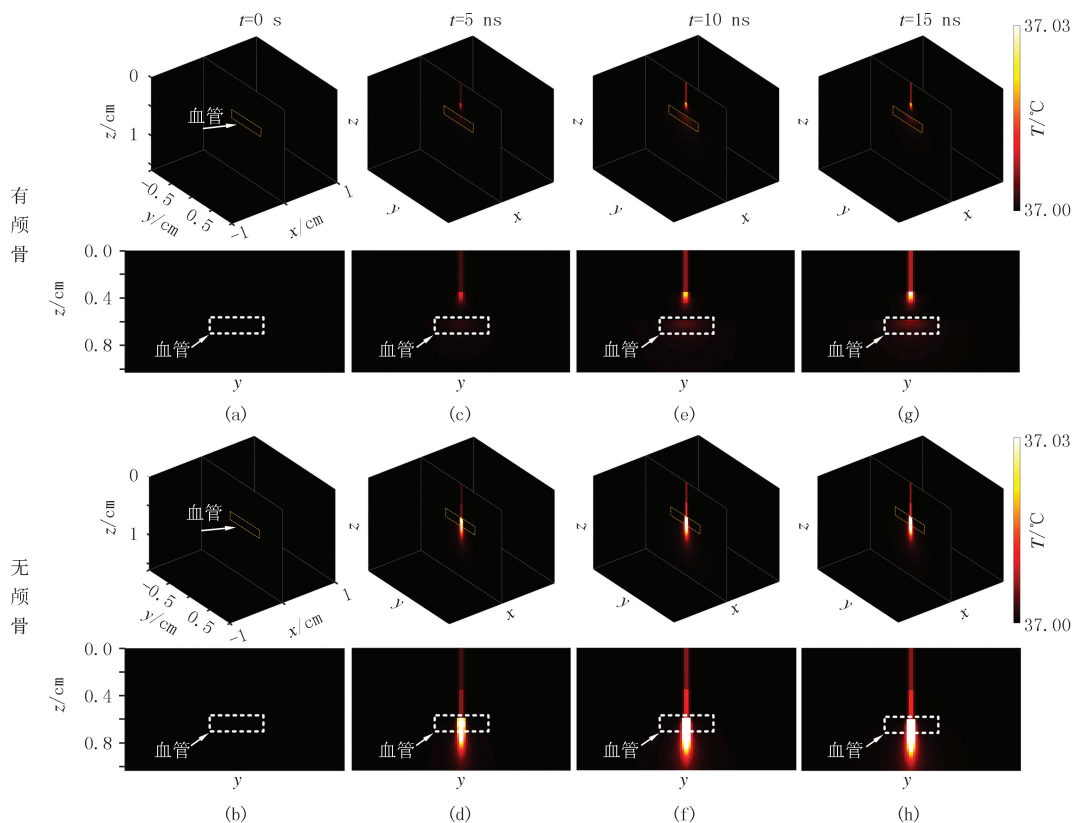 t=0 s
t=5 ns
t=10 ns
t=15 ns
有颅骨
0
1
z/cm
血管
-0.5
0.5
y/cm
-1
x/cm
1
z
y
x
z
y
x
z
y
x
37.03
T/℃
37.00
0.0
0.4
0.8
z/cm
血管
血管
血管
血管
y
y
y
y
(a)
(c)
(e)
(g)
无颅骨
0
1
z/cm
血管
-0.5
0.5
y/cm
-1
x/cm
1
z
y
x
z
y
x
z
y
x
37.03
T/℃
37.00
0.0
0.4
0.8
z/cm
血管
血管
血管
血管
y
y
y
y
(b)
(d)
(f)
(h)